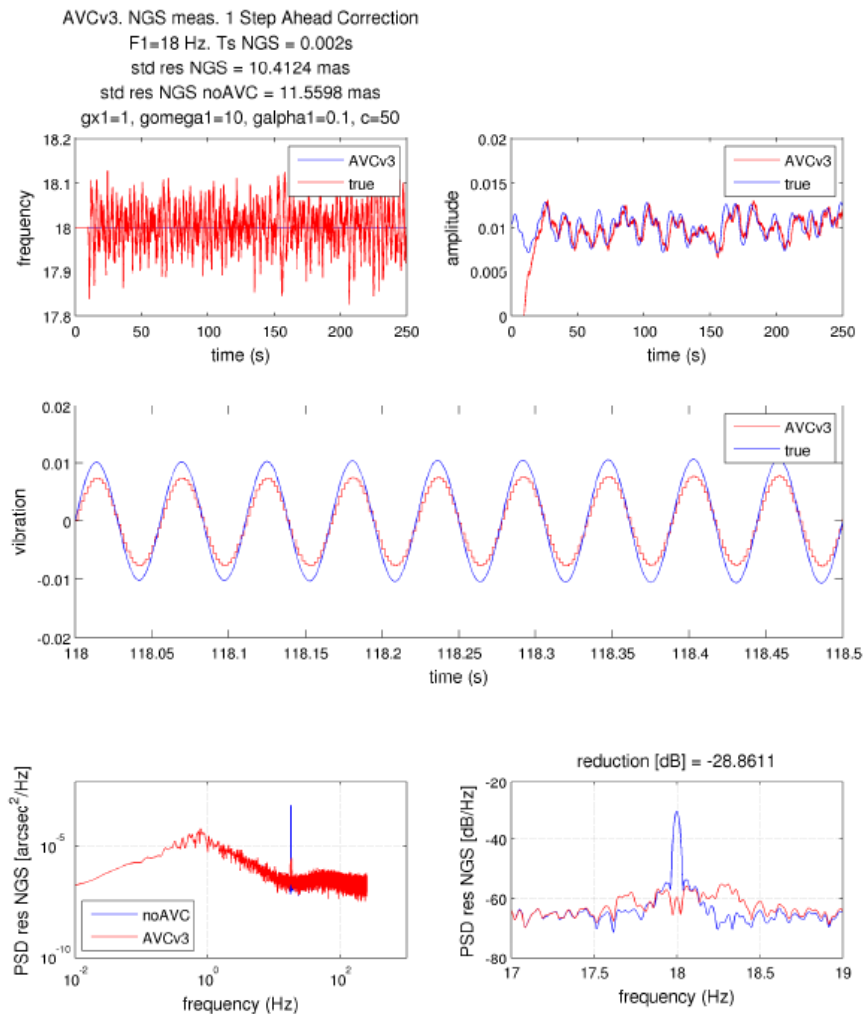 AVCv3. NGS meas. 1 Step Ahead Correction
F1=18 Hz. Ts NGS = 0.002s
std res NGS = 10.4124 mas
std res NGS noAVC = 11.5598 mas
gx1=1, gomega1=10, galpha1=0.1, c=50
18.2
18.1
18
17.9
17.8
frequency
AVCv3
true
0
50
100
150
200
250
time (s)
0.02
0.015
0.01
0.005
0
amplitude
AVCv3
true
0
50
100
150
200
250
time (s)
0.02
0.01
0
-0.01
-0.02
vibration
AVCv3
true
118
118.05
118.1
118.15
118.2
118.25
118.3
118.35
118.4
118.45
118.5
time (s)
PSD res NGS [arcsec^2/Hz]
10^-5
10^-10
noAVC
AVCv3
10^-2
10^0
10^2
frequency (Hz)
reduction [dB] = -28.8611
PSD res NGS [dB/Hz]
-20
-40
-60
-80
17
17.5
18
18.5
19
frequency (Hz)